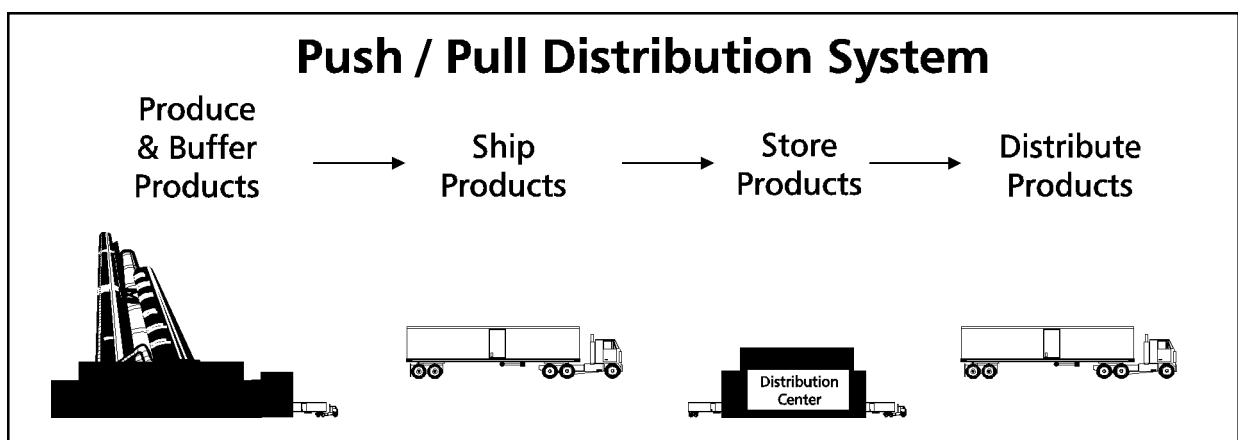 Push / Pull Distribution System
Produce
& Buffer
Products
Ship
Products
Store
Products
Distribute
Products
Distribution
Center